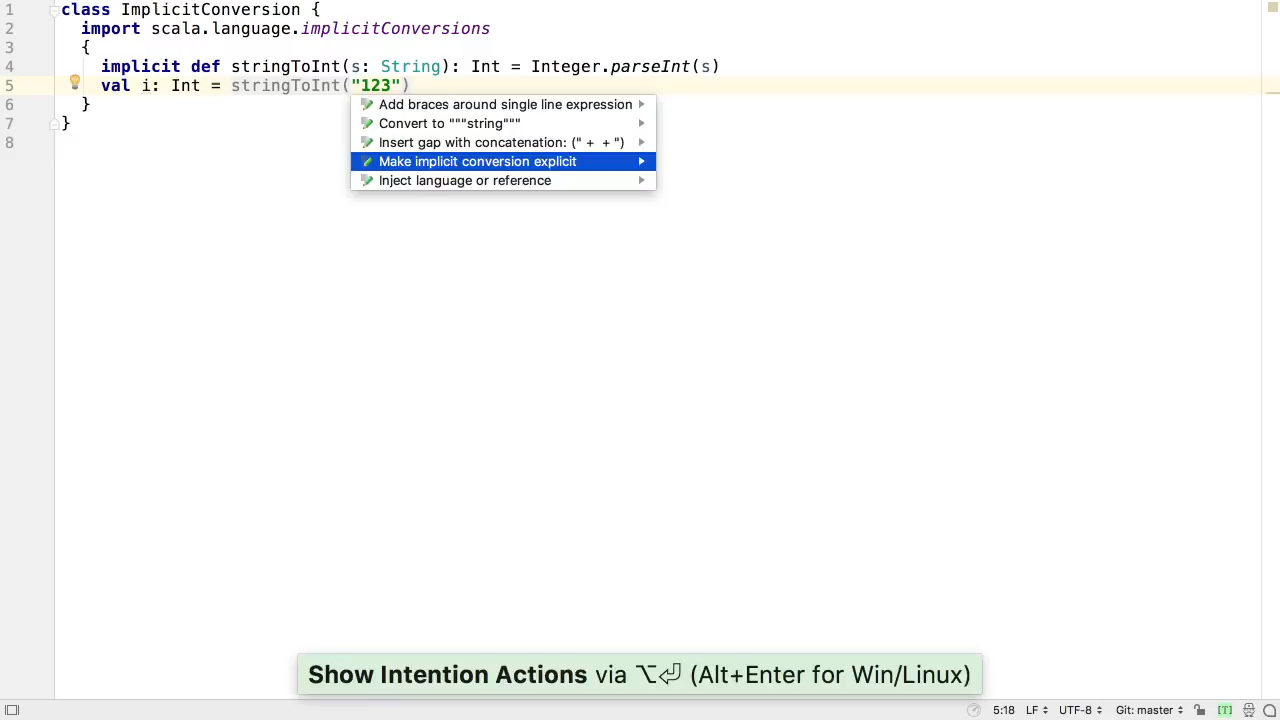 1 class ImplicitConversion {
2 import scala.language.implicitConversions
3 {
4 implicit def stringToInt(s: String): Int = Integer.parseInt(s)
5 val i: Int = stringToInt("123")
6 }
7 }
8
Add braces around single line expression
Convert to """string"""
Insert gap with concatenation: (" + + ")
Make implicit conversion explicit
Inject language or reference
Show Intention Actions via ⌥⏎ (Alt+Enter for Win/Linux)
5:18 LF UTF-8 Git: master [T]